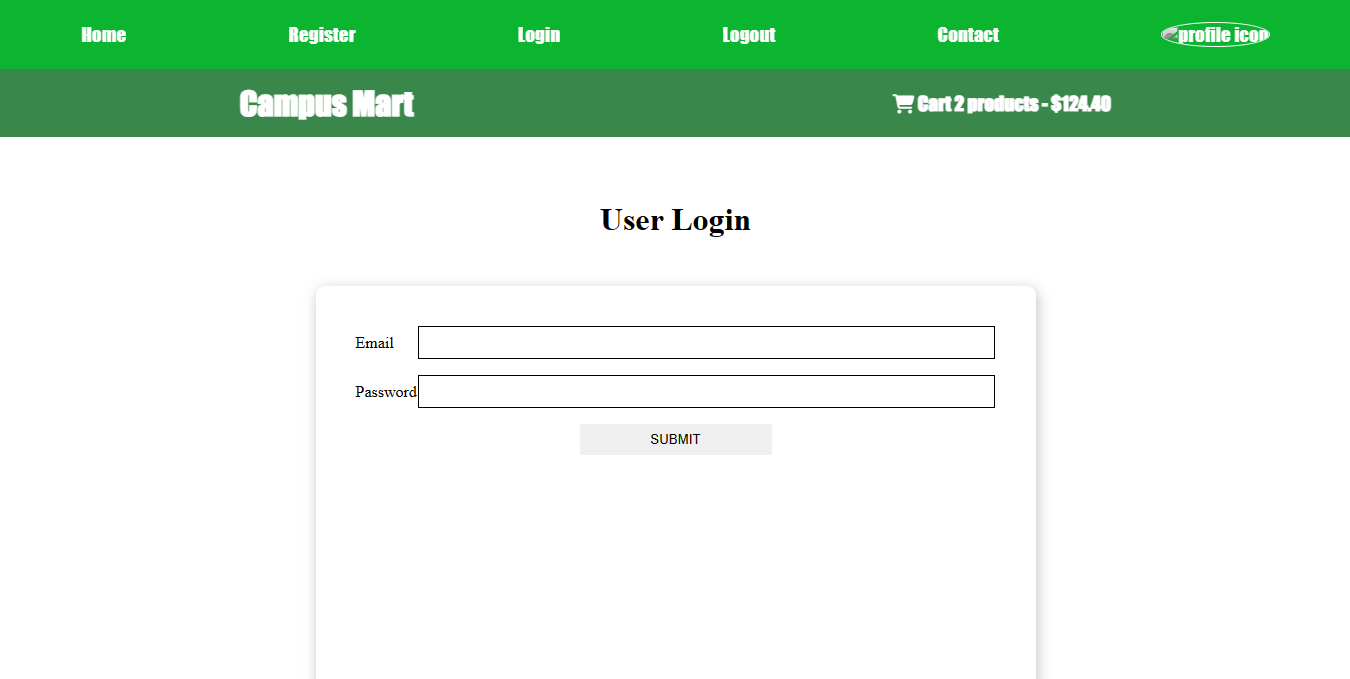 Home Register Login Logout Contact profile icon
Campus Mart Cart 2 products - $124.40
User Login
Email
Password
SUBMIT